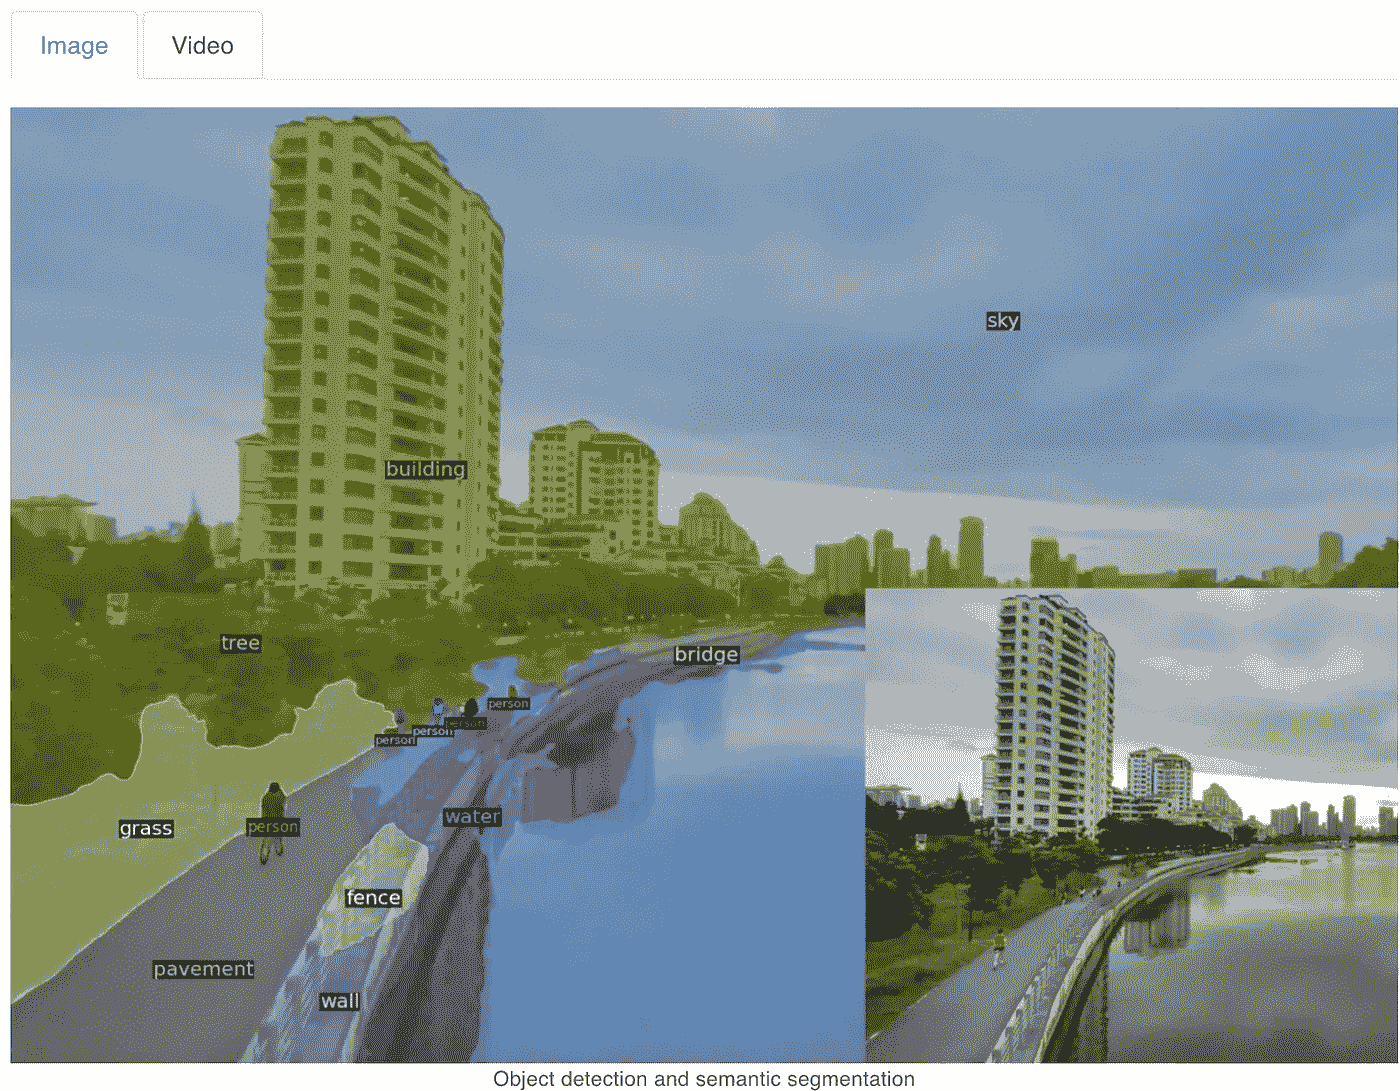 Image
Video
sky
building
tree
bridge
person
person
person
person
person
water
grass
fence
pavement
wall
Object detection and semantic segmentation